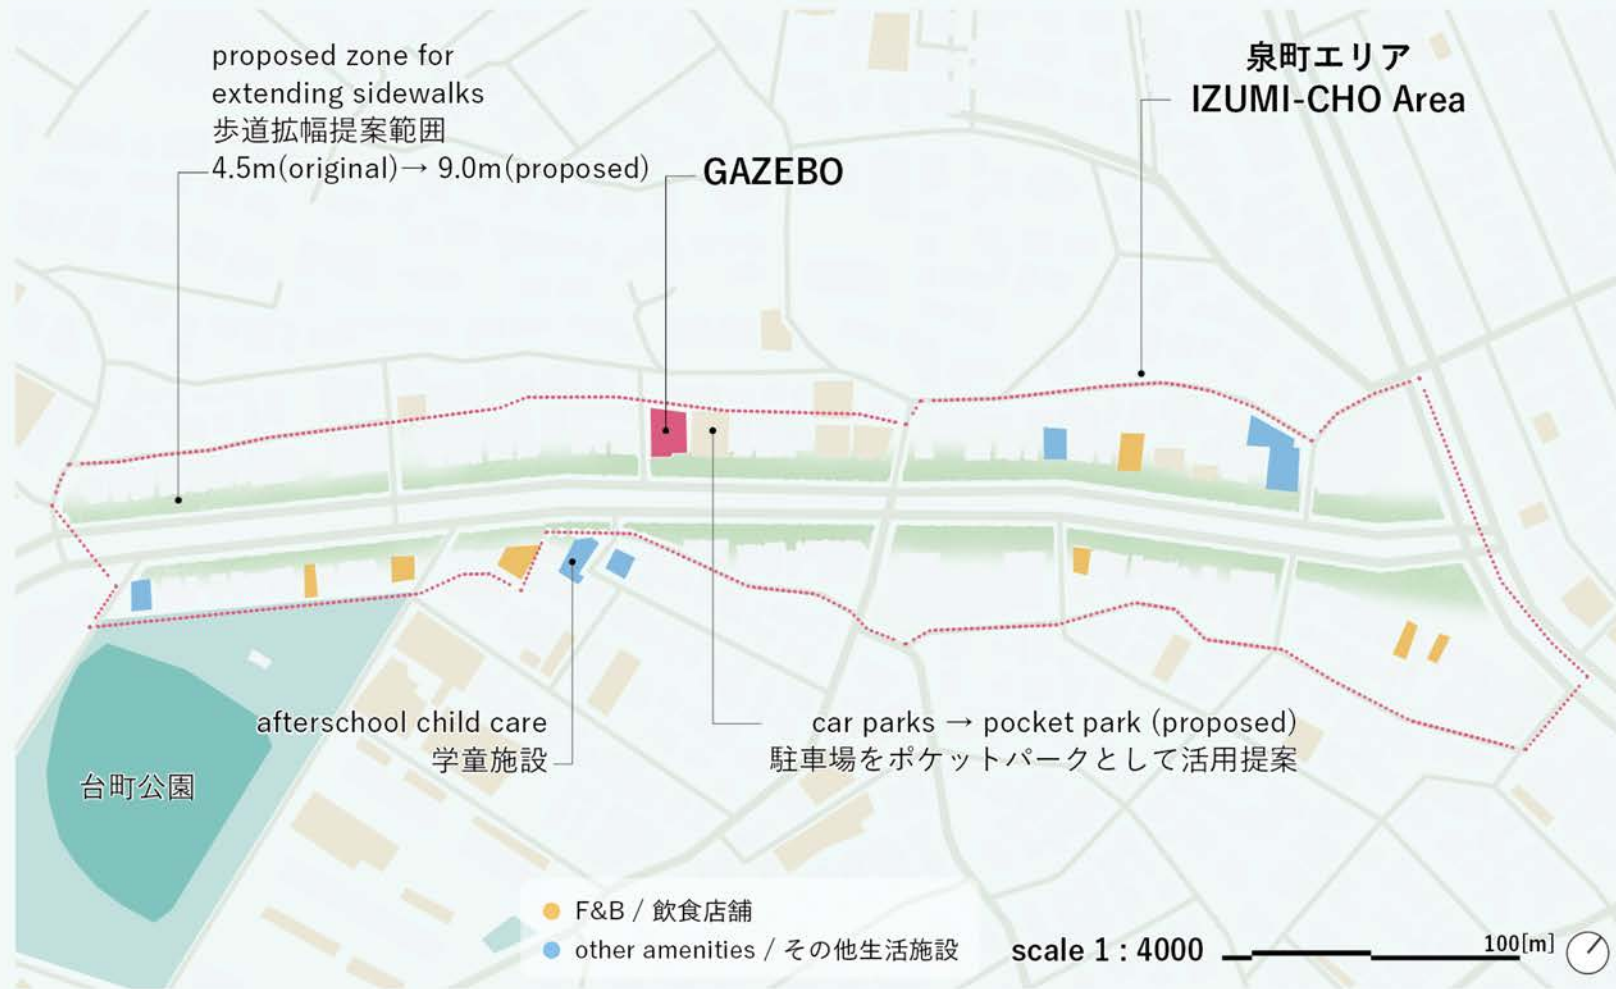 proposed zone for
extending sidewalks
歩道拡幅提案範囲
4.5m(original)→ 9.0m(proposed)
GAZEBO
泉町エリア
IZUMI-CHO Area
afterschool child care
学童施設
car parks → pocket park (proposed)
駐車場をポケットパークとして活用提案
台町公園
F&B / 飲食店舗
other amenities / その他生活施設
scale 1 : 4000
100[m]